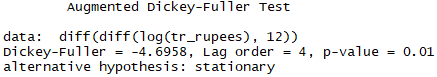 Augmented Dickey-Fuller Test
data:  diff(diff(log(tr_rupees), 12))
Dickey-Fuller = -4.6958, Lag order = 4, p-value = 0.01
alternative hypothesis: stationary